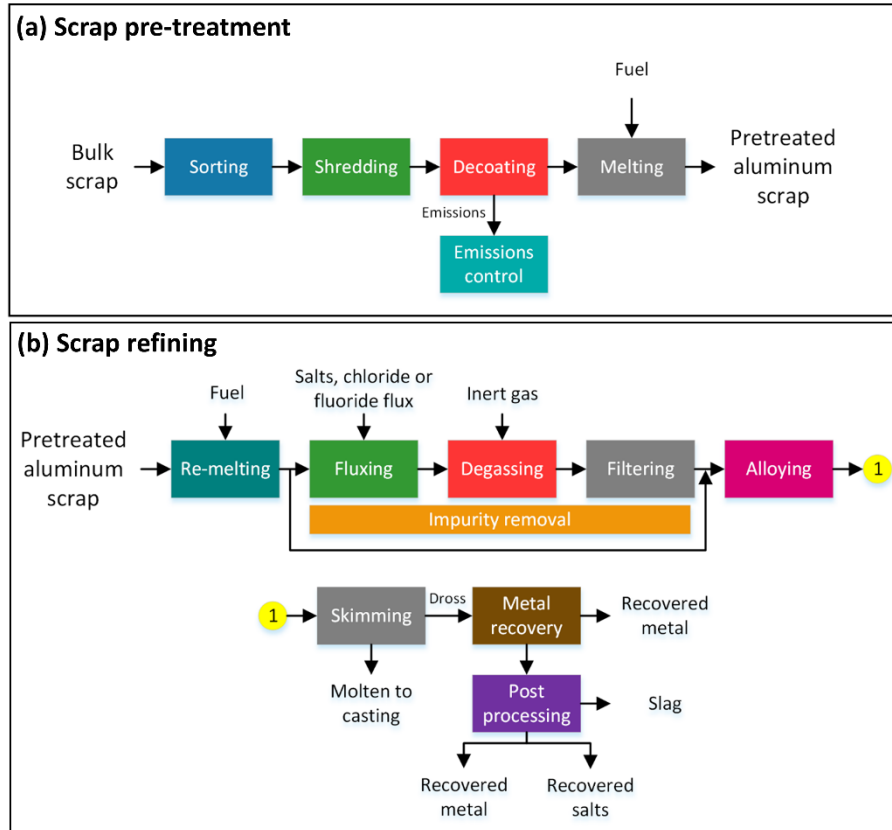 (a) Scrap pre-treatment
Fuel
Bulk
scrap
Sorting
Shredding
Decoating
Melting
Pretreated
aluminum
scrap
Emissions
Emissions
control
(b) Scrap refining
Fuel
Salts, chloride or
fluoride flux
Inert gas
Pretreated
aluminum
scrap
Re-melting
Fluxing
Degassing
Filtering
Alloying
1
Impurity removal
1
Skimming
Dross
Metal
recovery
Recovered
metal
Molten to
casting
Post
processing
Slag
Recovered
metal
Recovered
salts